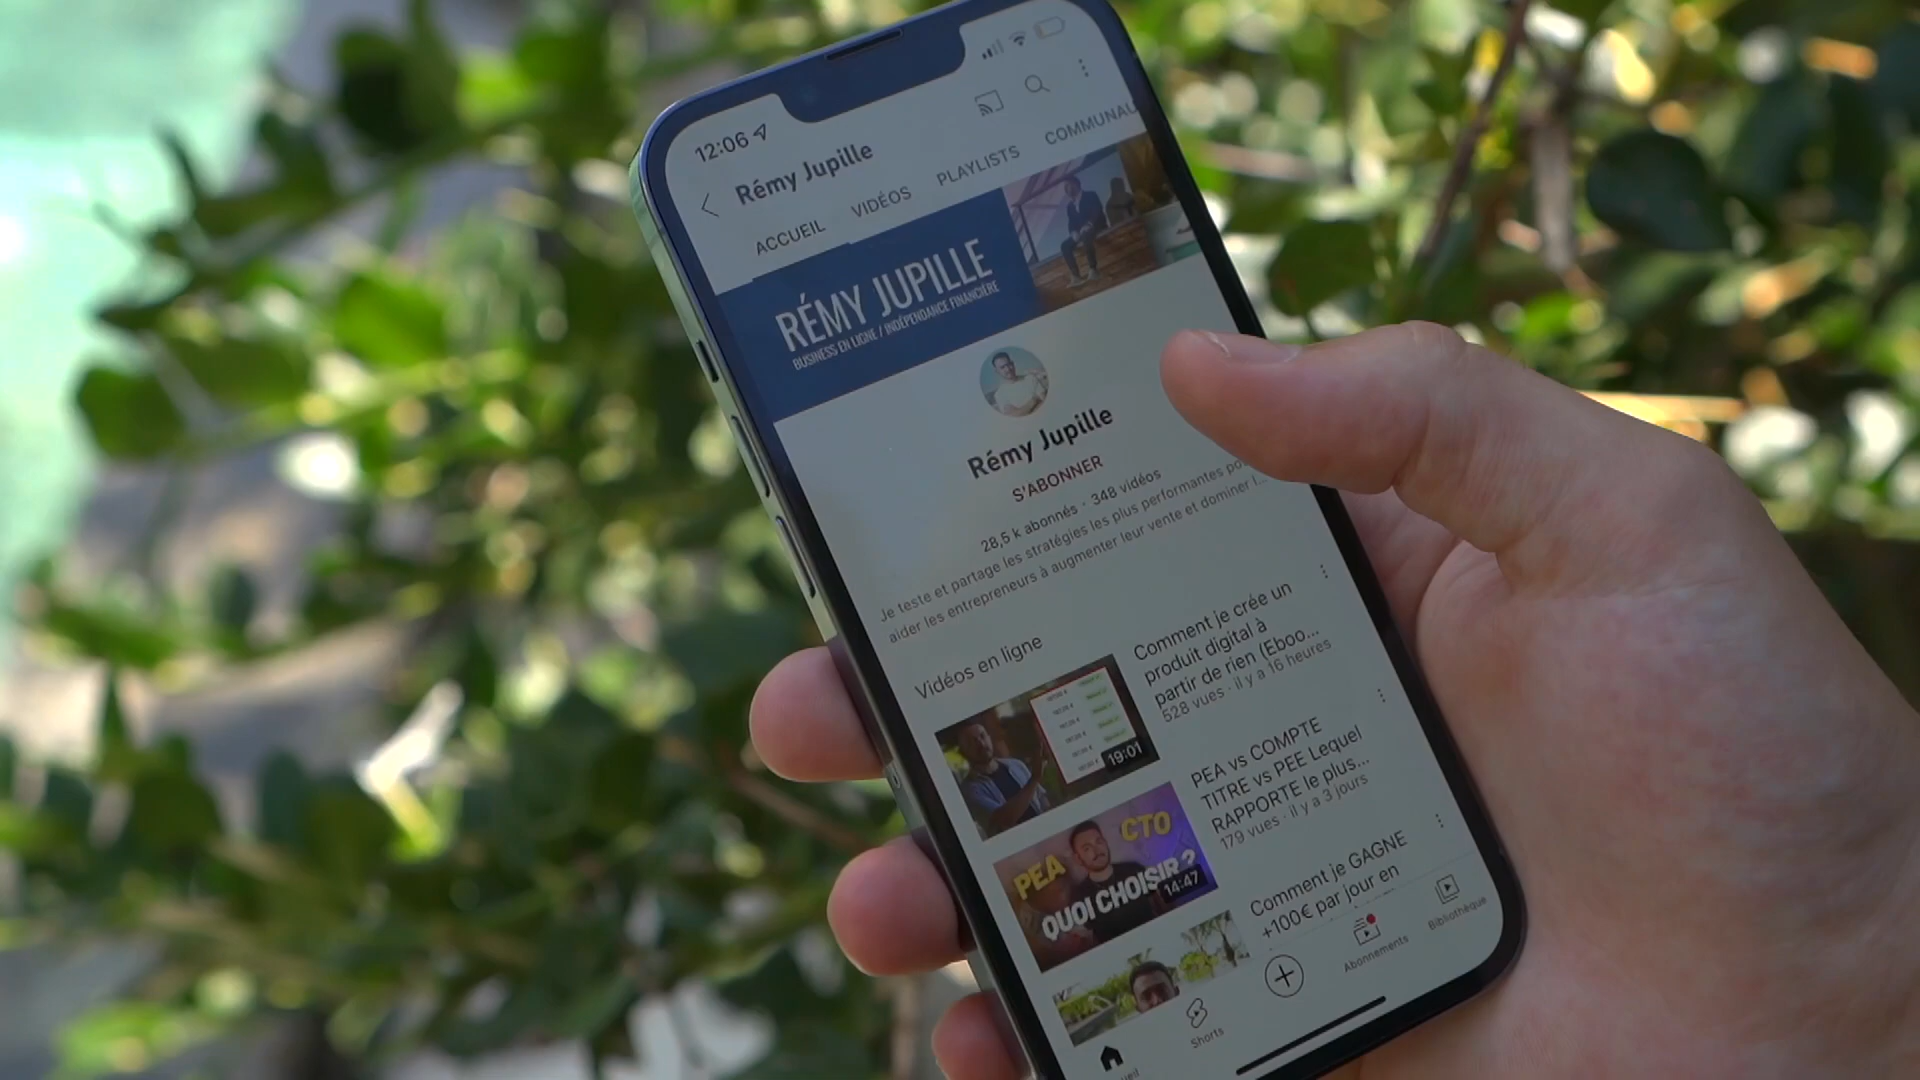 12:06
Rémy Jupille
ACCUEIL VIDÉOS PLAYLISTS COMMUNAU
RÉMY JUPILLE
BUSINESS EN LIGNE / INDÉPENDANCE FINANCIÈRE
Rémy Jupille
S'ABONNER
28,5 k abonnés · 348 vidéos
Je teste et partage les stratégies les plus performantes
aider les entrepreneurs à augmenter leur vente et dominer l...
Vidéos en ligne
Comment je crée un
produit digital à
partir de rien (Eboo...
528 vues · il y a 16 heures
19:01
PEA vs COMPTE
TITRE vs PEE Lequel
RAPPORTE le plus...
179 vues · il y a 3 jours
PEA CTO
QUOI CHOISIR ?
14:47
Comment je GAGNE
+100€ par jour en
Shorts
Abonnements
Bibliothèque